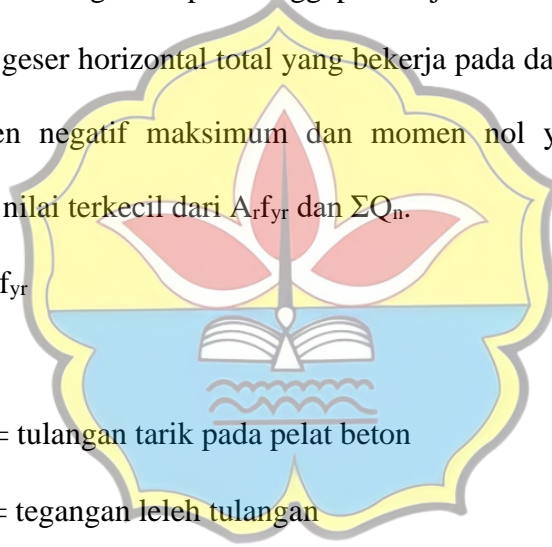 geser horizontal total yang bekerja pada da
en negatif maksimum dan momen nol y
nilai terkecil dari Aᵣfyᵣ dan ΣQₙ.
fyᵣ
= tulangan tarik pada pelat beton
= tegangan leleh tulangan